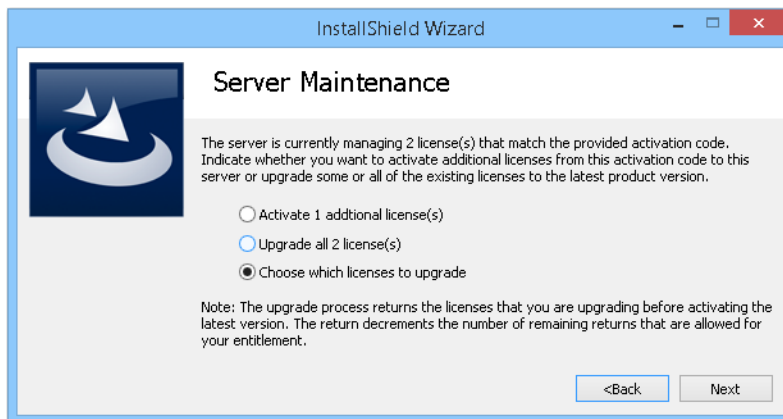 InstallShield Wizard
Server Maintenance
The server is currently managing 2 license(s) that match the provided activation code.
Indicate whether you want to activate additional licenses from this activation code to this
server or upgrade some or all of the existing licenses to the latest product version.
Activate 1 addtional license(s)
Upgrade all 2 license(s)
Choose which licenses to upgrade
Note: The upgrade process returns the licenses that you are upgrading before activating the
latest version. The return decrements the number of remaining returns that are allowed for
your entitlement.
<Back Next